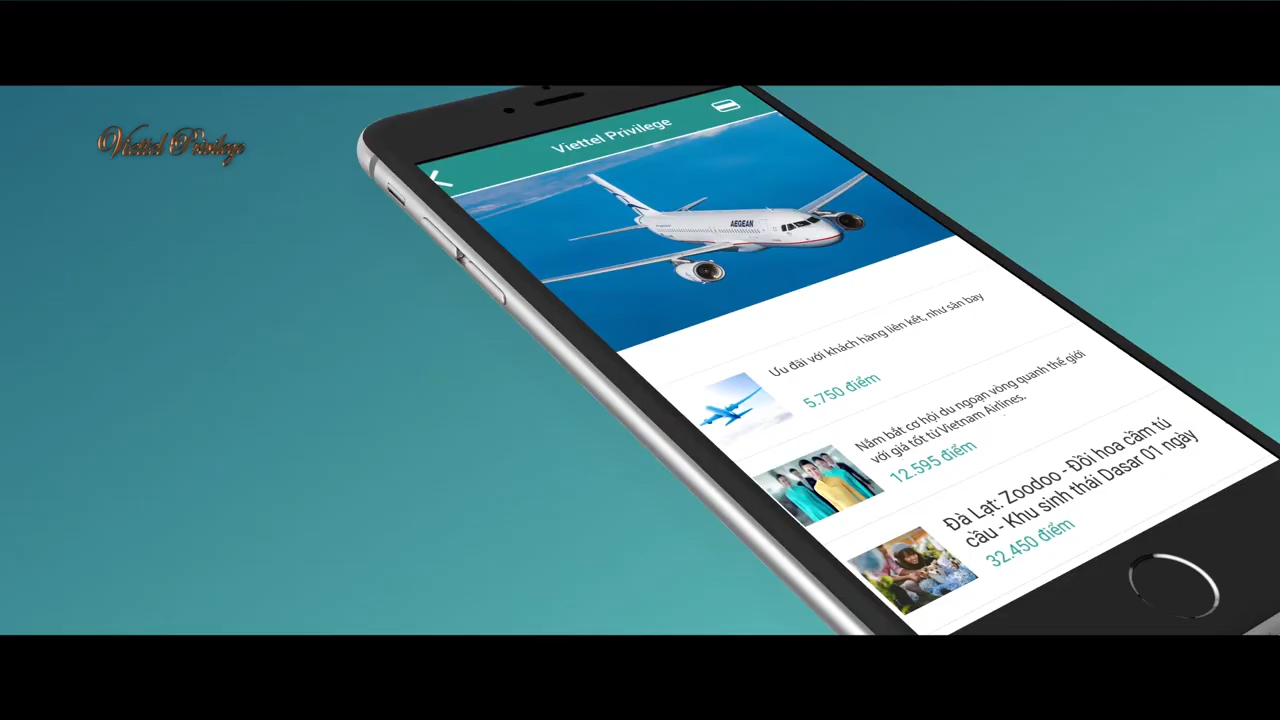 Viettel Privilege
Viettel Privilege
AEGEAN
Ưu đãi với khách hàng liên kết, như sân bay
5.750 điểm
Nắm bắt cơ hội du ngoạn vòng quanh thế giới
với giá tốt từ Vietnam Airlines.
12.595 điểm
Đà Lạt: Zoodoo - Đồi hoa cẩm tú
cầu - Khu sinh thái Dasar 01 ngày
32.450 điểm